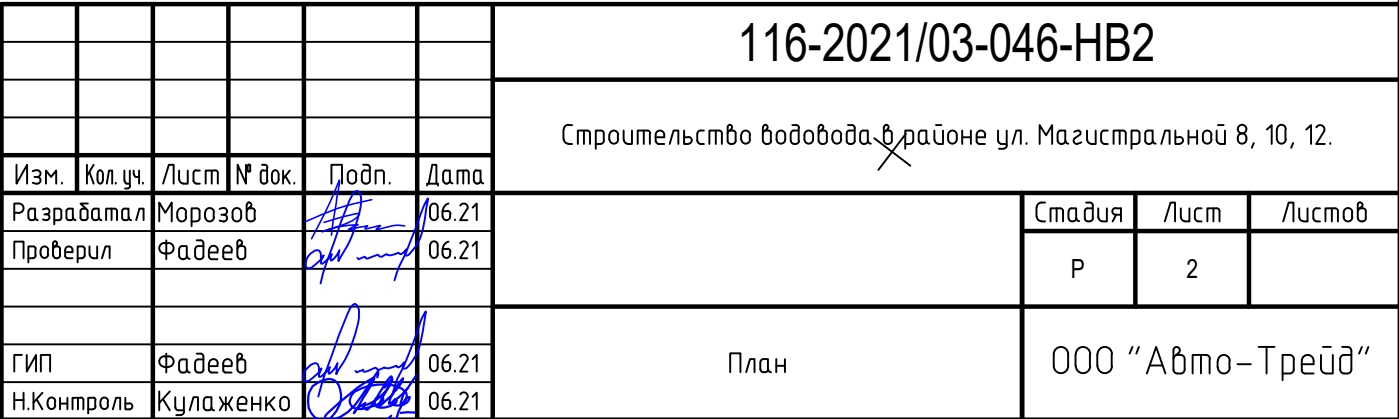 116-2021/03-046-НВ2
Строительство водовода в районе ул. Магистральной 8, 10, 12.
Изм. Кол. уч. Лист № док. Подп. Дата
Разрабатал Морозов 06.21
Проверил Фадеев 06.21
Стадия Лист Листов
Р 2
ГИП Фадеев 06.21
Н.Контроль Кулаженко 06.21
План
ООО "Авто-Трейд"